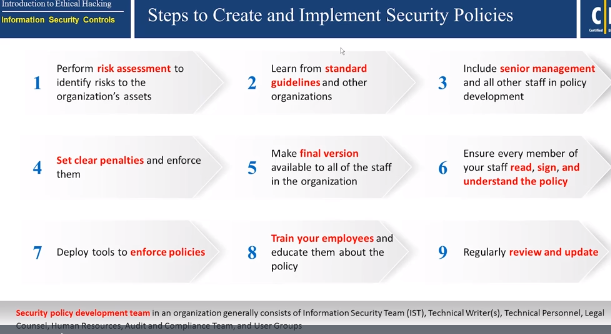 Introduction to Ethical Hacking
Information Security Controls
Steps to Create and Implement Security Policies
C
Certified
1
Perform risk assessment to
identify risks to the
organization's assets
2
Learn from standard
guidelines and other
organizations
3
Include senior management
and all other staff in policy
development
4
Set clear penalties and enforce
them
5
Make final version
available to all of the staff
in the organization
6
Ensure every member of
your staff read, sign, and
understand the policy
7
Deploy tools to enforce policies
8
Train your employees and
educate them about the
policy
9
Regularly review and update
Security policy development team in an organization generally consists of Information Security Team (IST), Technical Writer(s), Technical Personnel, Legal
Counsel, Human Resources, Audit and Compliance Team, and User Groups